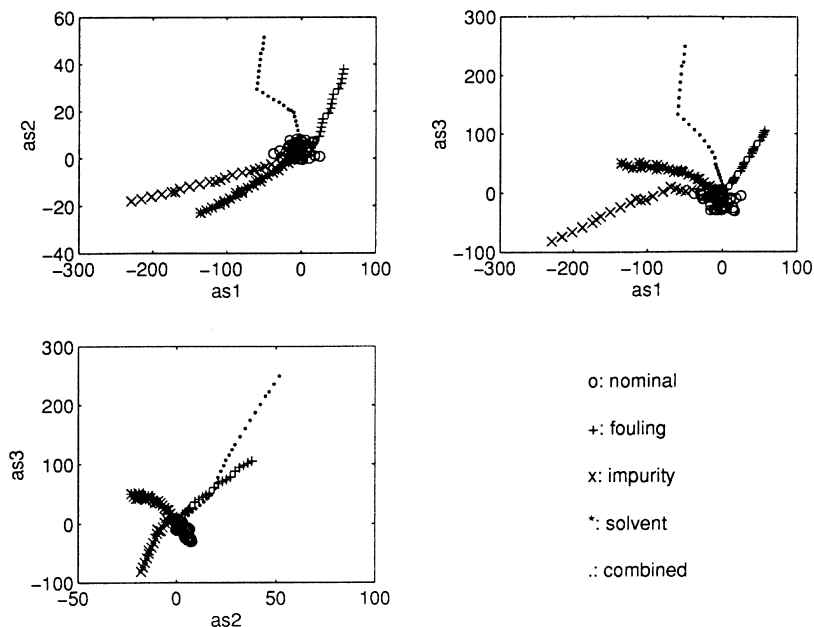 60
40
20
0
−20
−40
−300
−200
−100
0
100
as2
as1
300
200
100
0
−100
−300
−200
−100
0
100
as3
as1
300
200
100
0
−100
−50
0
50
100
as3
as2
o: nominal
+: fouling
x: impurity
*: solvent
.: combined